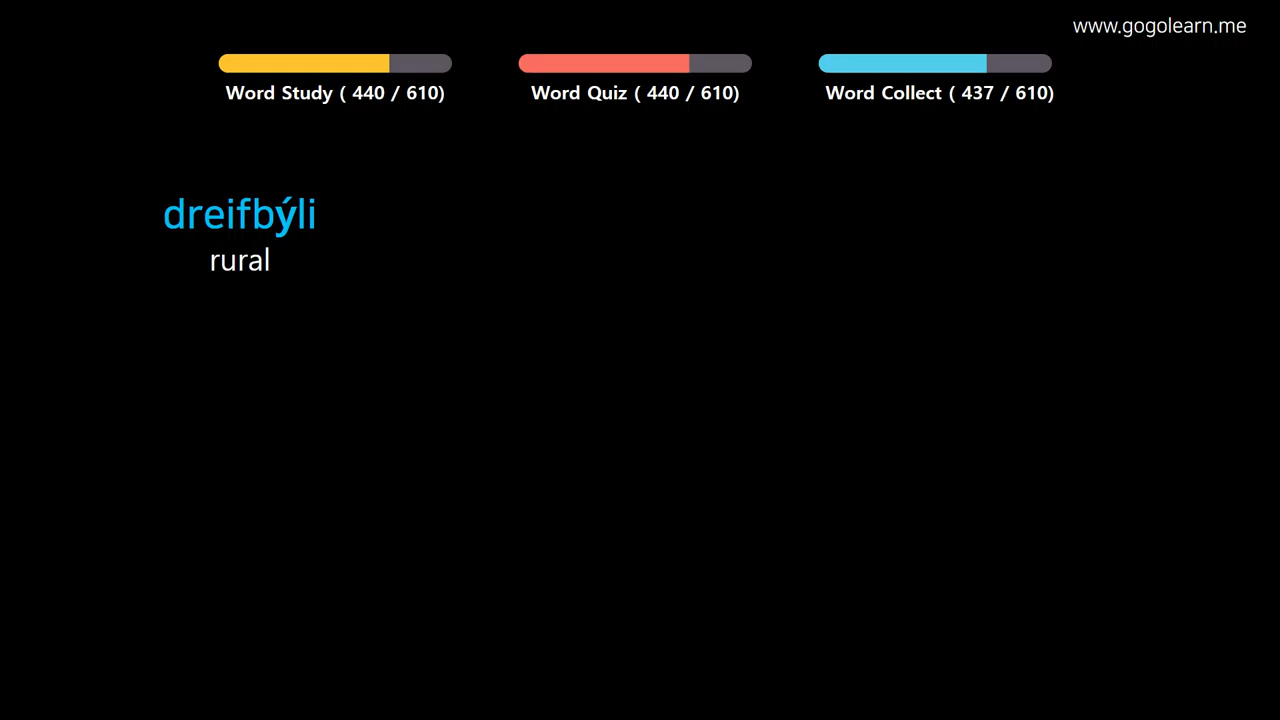 www.gogolearn.me
Word Study ( 440 / 610)
Word Quiz ( 440 / 610)
Word Collect ( 437 / 610)
dreifbýli
rural